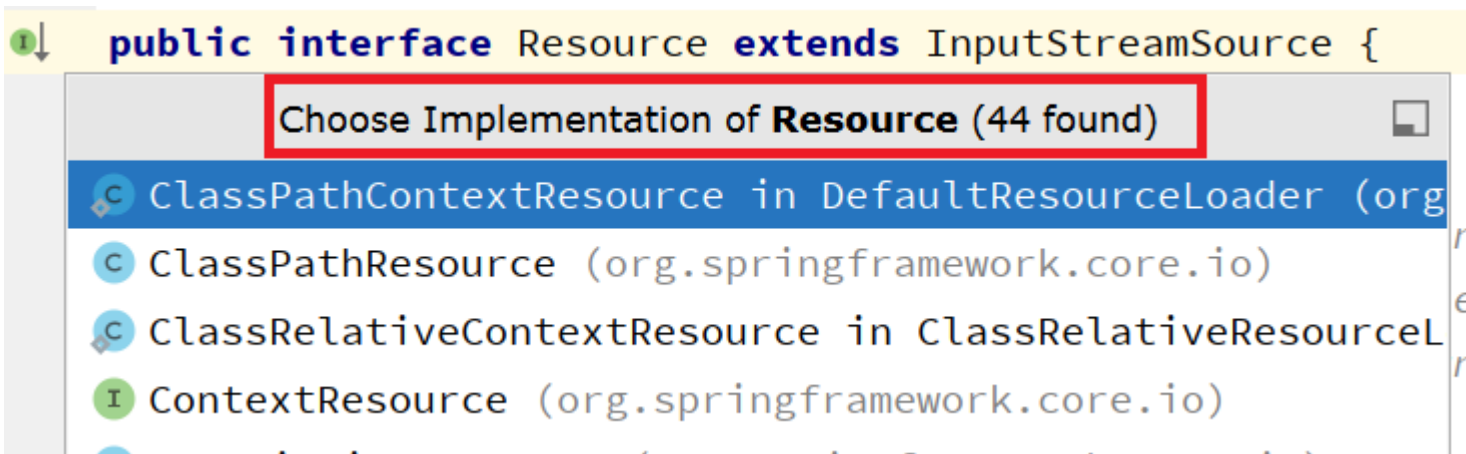 public interface Resource extends InputStreamSource {
Choose Implementation of Resource (44 found)
ClassPathContextResource in DefaultResourceLoader (org
ClassPathResource (org.springframework.core.io)
ClassRelativeContextResource in ClassRelativeResourceL
ContextResource (org.springframework.core.io)